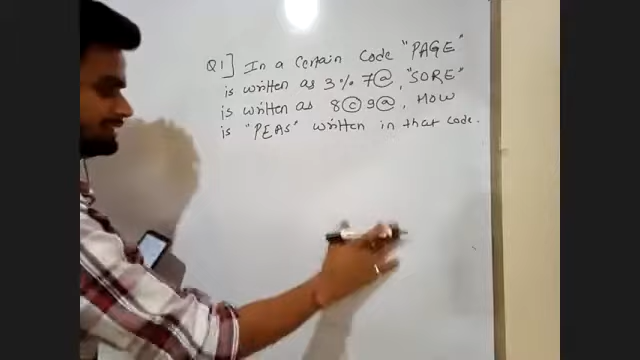 Q1] In a Certain Code "PAGE"
is written as 3% 7@, "SORE"
is written as 8©9@, HOW
is "PEAS" written in that code.